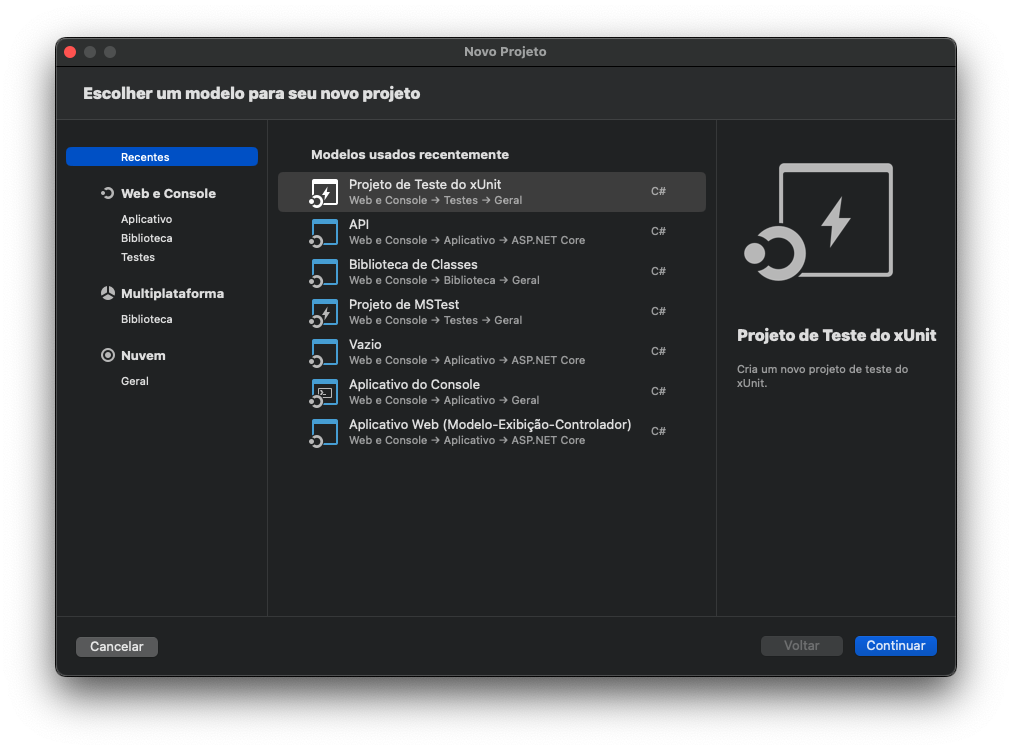 Novo Projeto
Escolher um modelo para seu novo projeto
Recentes
Web e Console
Aplicativo
Biblioteca
Testes
Multiplataforma
Biblioteca
Nuvem
Geral
Modelos usados recentemente
Projeto de Teste do xUnit
Web e Console → Testes → Geral
C#
API
Web e Console → Aplicativo → ASP.NET Core
C#
Biblioteca de Classes
Web e Console → Biblioteca → Geral
C#
Projeto de MSTest
Web e Console → Testes → Geral
C#
Vazio
Web e Console → Aplicativo → ASP.NET Core
C#
Aplicativo do Console
Web e Console → Aplicativo → Geral
C#
Aplicativo Web (Modelo-Exibição-Controlador)
Web e Console → Aplicativo → ASP.NET Core
C#
Projeto de Teste do xUnit
Cria um novo projeto de teste do
xUnit.
Cancelar
Voltar
Continuar